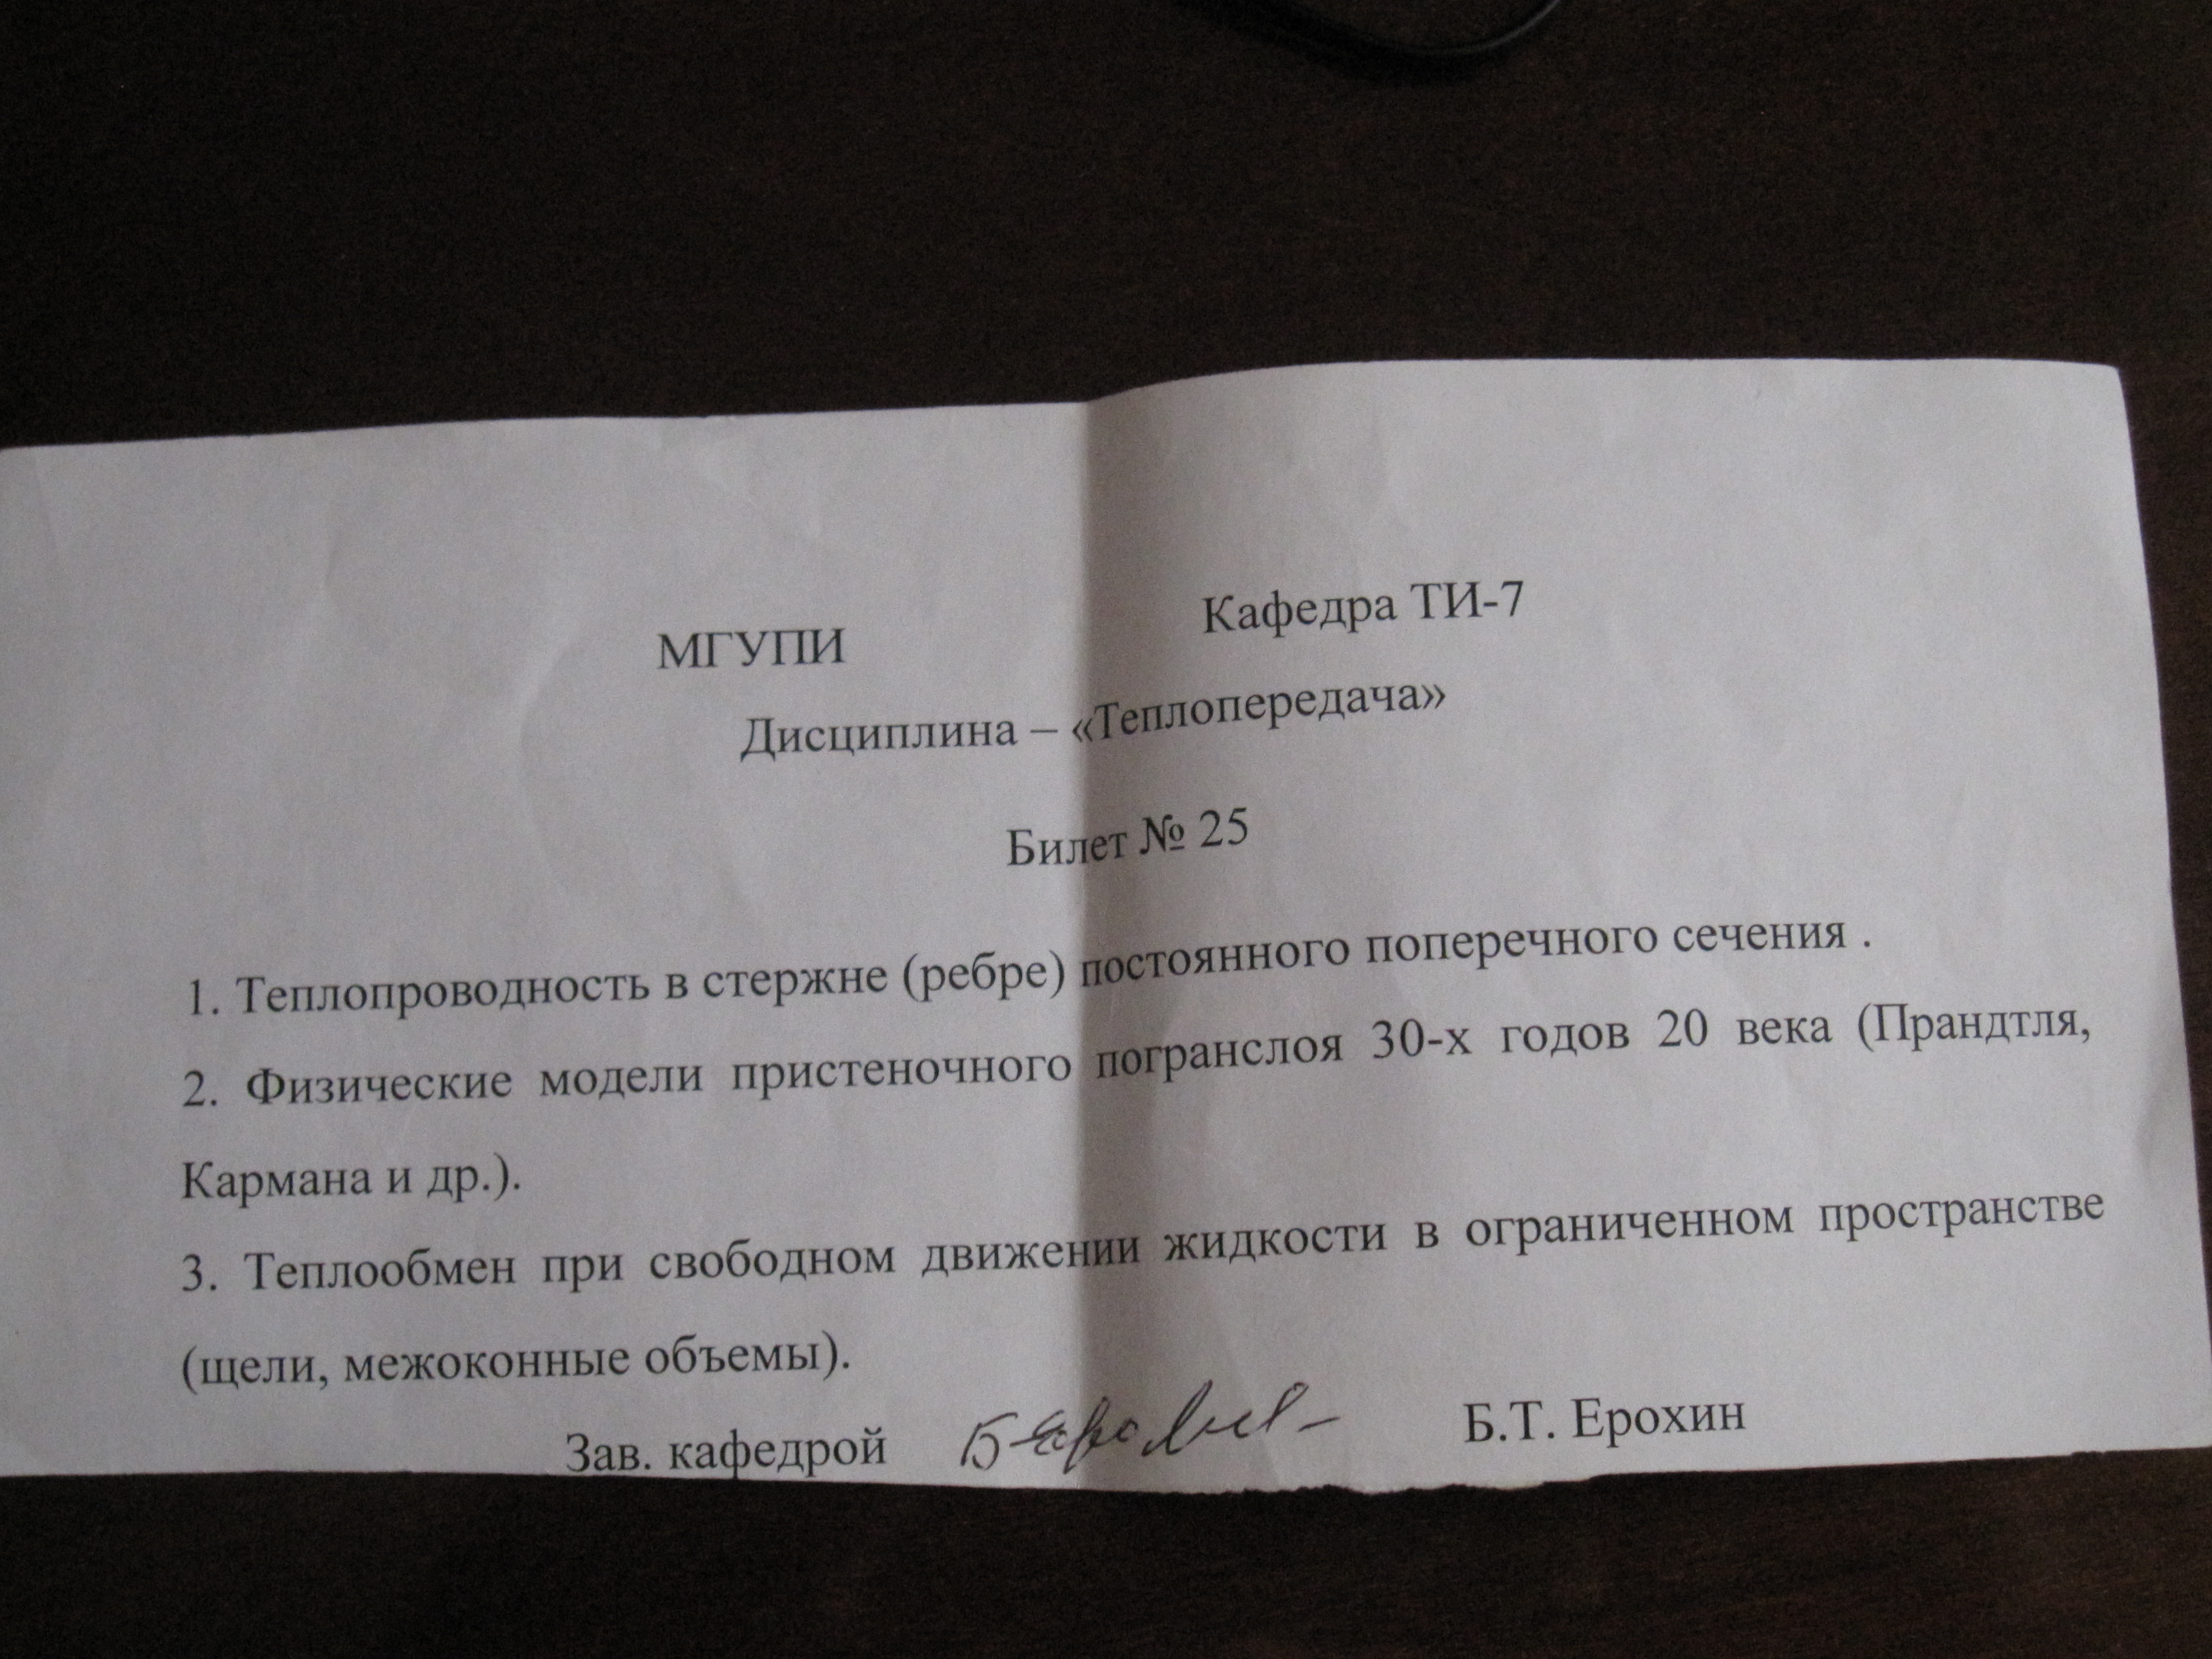 МГУПИ Кафедра ТИ-7
Дисциплина – «Теплопередача»
Билет № 25
1. Теплопроводность в стержне (ребре) постоянного поперечного сечения .
2. Физические модели пристеночного погранслоя 30-х годов 20 века (Прандтля,
Кармана и др.).
3. Теплообмен при свободном движении жидкости в ограниченном пространстве
(щели, межоконные объемы).
Зав. кафедрой Б.Т. Ерохин